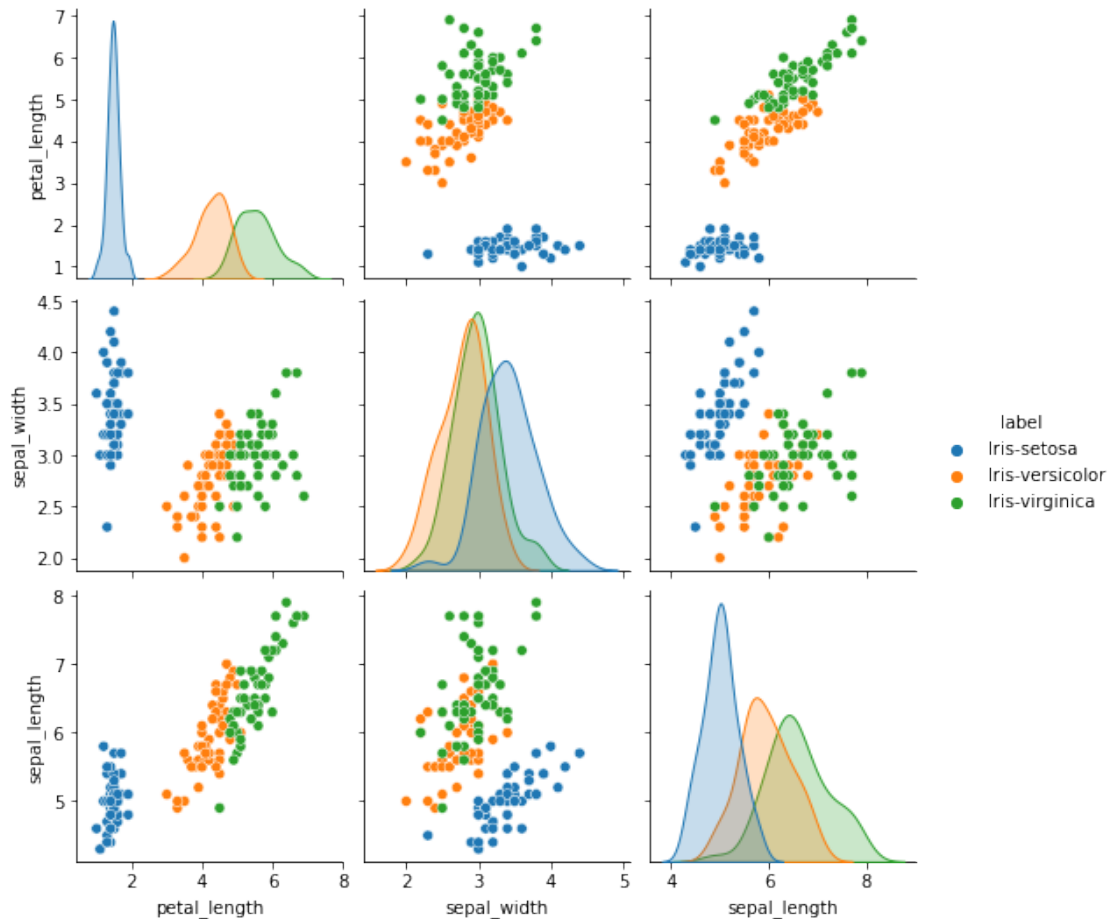 7
6
5
4
3
2
1
petal_length
4.5
4.0
3.5
3.0
2.5
2.0
sepal_width
8
7
6
5
sepal_length
2 4 6 8
petal_length
2 3 4 5
sepal_width
4 6 8
sepal_length
label
Iris-setosa
Iris-versicolor
Iris-virginica